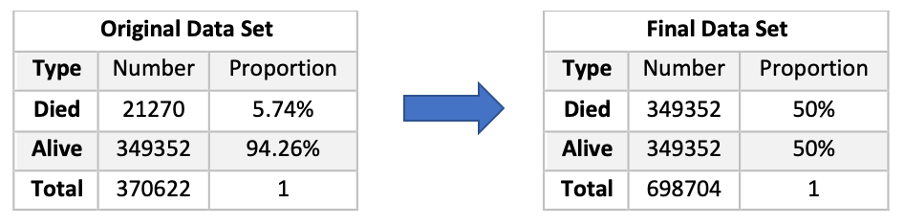 Original Data Set
Type Number Proportion
Died 21270 5.74%
Alive 349352 94.26%
Total 370622 1
Final Data Set
Type Number Proportion
Died 349352 50%
Alive 349352 50%
Total 698704 1